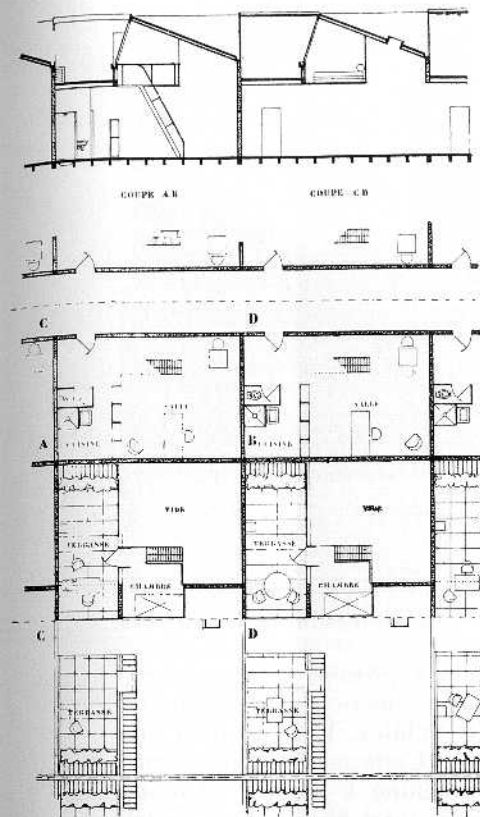 COUPE A B
COUPE C D
C
D
W.C.
SALLE
SALLE
A
CUISINE
B
CUISINE
VIDE
VIDE
TERRASSE
TERRASSE
CHAMBRE
CHAMBRE
C
D
TERRASSE
TERRASSE